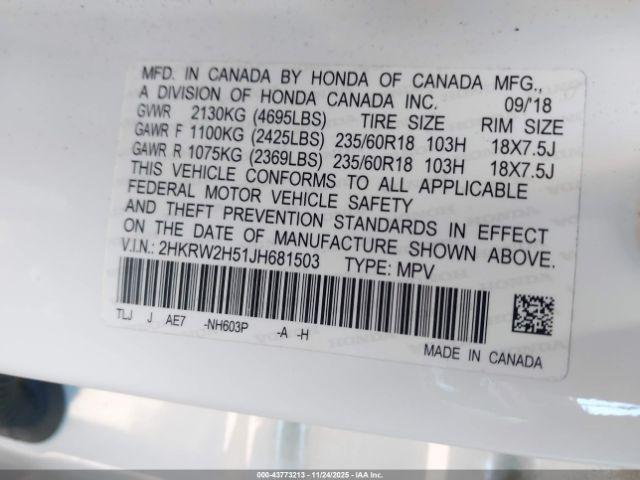 MFD. IN CANADA BY HONDA OF CANADA MFG.,
A DIVISION OF HONDA CANADA INC. 09/'18
GVWR 2130KG (4695LBS) TIRE SIZE RIM SIZE
GAWR F 1100KG (2425LBS) 235/60R18 103H 18X7.5J
GAWR R 1075KG (2369LBS) 235/60R18 103H 18X7.5J
THIS VEHICLE CONFORMS TO ALL APPLICABLE
FEDERAL MOTOR VEHICLE SAFETY
AND THEFT PREVENTION STANDARDS IN EFFECT
ON THE DATE OF MANUFACTURE SHOWN ABOVE.
V.I.N.: 2HKRW2H51JH681503 TYPE: MPV
TLJ J AE7 -NH603P -A -H
MADE IN CANADA
000-43773213 - 11/24/2025 - IAAI.COM